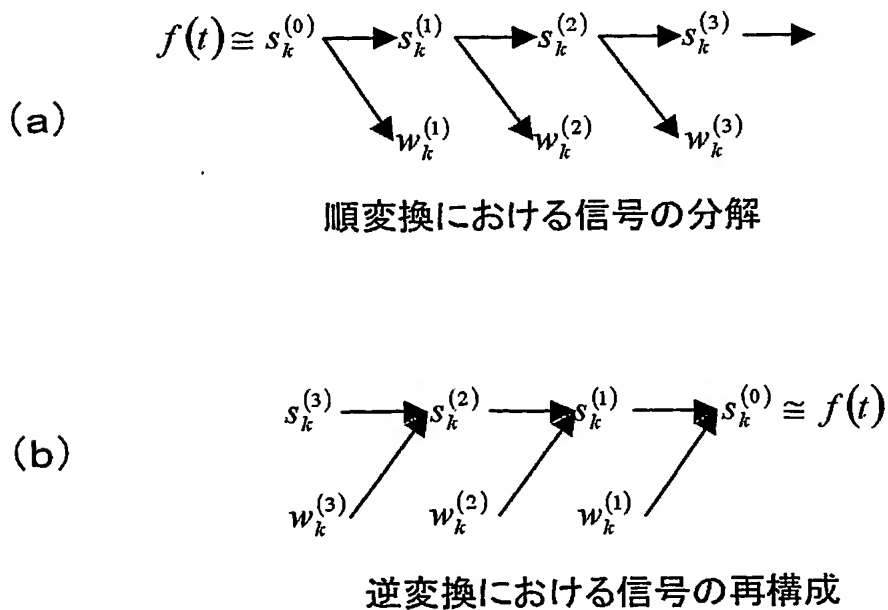 f(t) ≅ s_k^(0) s_k^(1) s_k^(2) s_k^(3)
(a)
w_k^(1) w_k^(2) w_k^(3)
順変換における信号の分解
s_k^(3) s_k^(2) s_k^(1) s_k^(0) ≅ f(t)
(b)
w_k^(3) w_k^(2) w_k^(1)
逆変換における信号の再構成